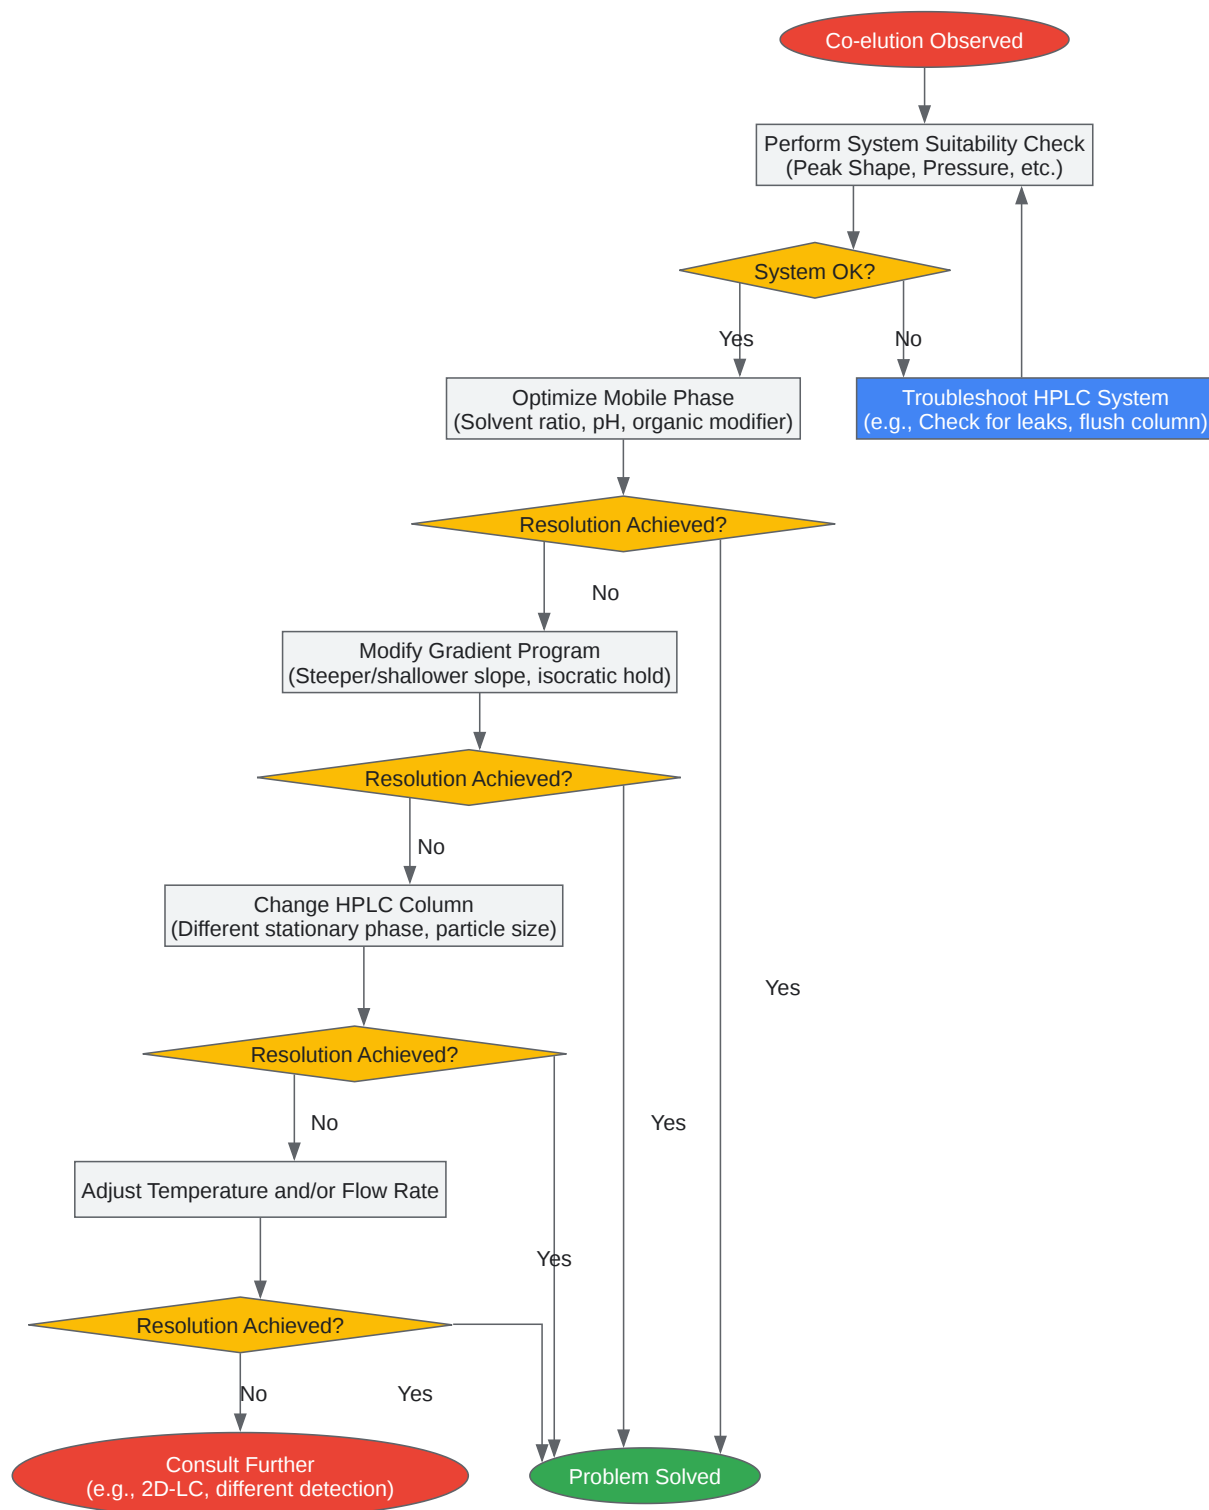 Co-elution Observed
Perform System Suitability Check
(Peak Shape, Pressure, etc.)
System OK?
Yes
No
Optimize Mobile Phase
(Solvent ratio, pH, organic modifier)
Troubleshoot HPLC System
(e.g., Check for leaks, flush column)
Resolution Achieved?
No
Modify Gradient Program
(Steeper/shallower slope, isocratic hold)
Resolution Achieved?
No
Change HPLC Column
(Different stationary phase, particle size)
Yes
Resolution Achieved?
No
Yes
Adjust Temperature and/or Flow Rate
Yes
Resolution Achieved?
No
Yes
Consult Further
(e.g., 2D-LC, different detection)
Problem Solved